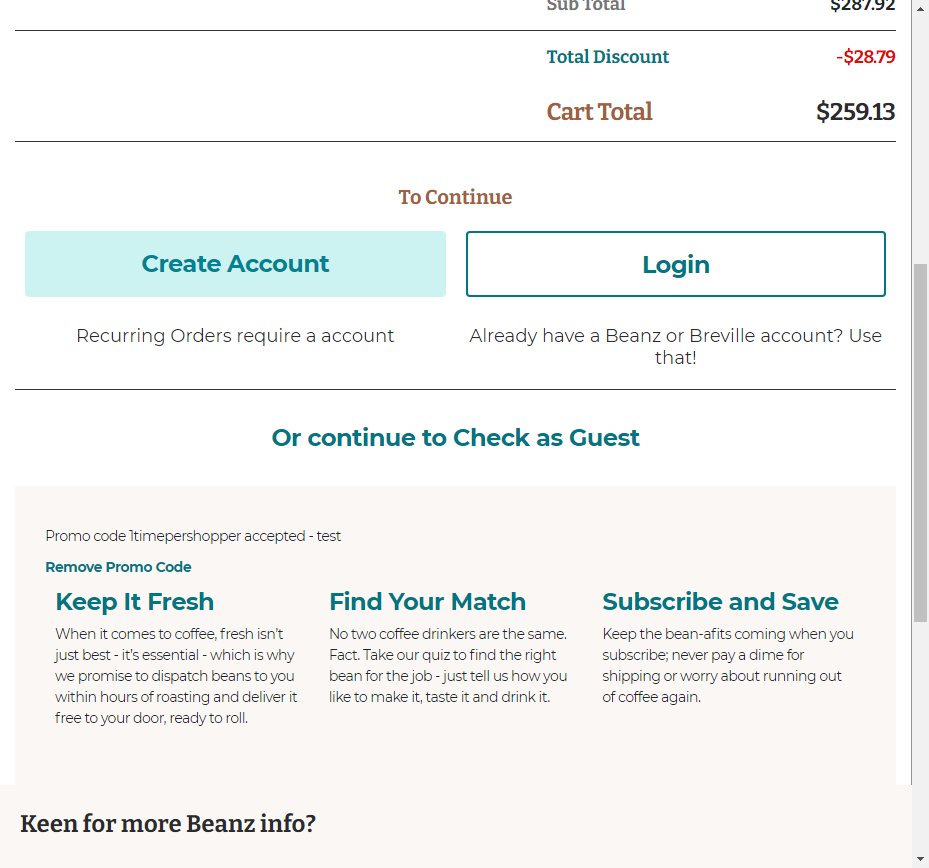 Sub Total $287.92
Total Discount -$28.79
Cart Total $259.13
To Continue
Create Account
Login
Recurring Orders require a account
Already have a Beanz or Breville account? Use
that!
Or continue to Check as Guest
Promo code 1timepershopper accepted - test
Remove Promo Code
Keep It Fresh
When it comes to coffee, fresh isn't
just best - it's essential - which is why
we promise to dispatch beans to you
within hours of roasting and deliver it
free to your door, ready to roll.
Find Your Match
No two coffee drinkers are the same.
Fact. Take our quiz to find the right
bean for the job - just tell us how you
like to make it, taste it and drink it.
Subscribe and Save
Keep the bean-afits coming when you
subscribe; never pay a dime for
shipping or worry about running out
of coffee again.
Keen for more Beanz info?